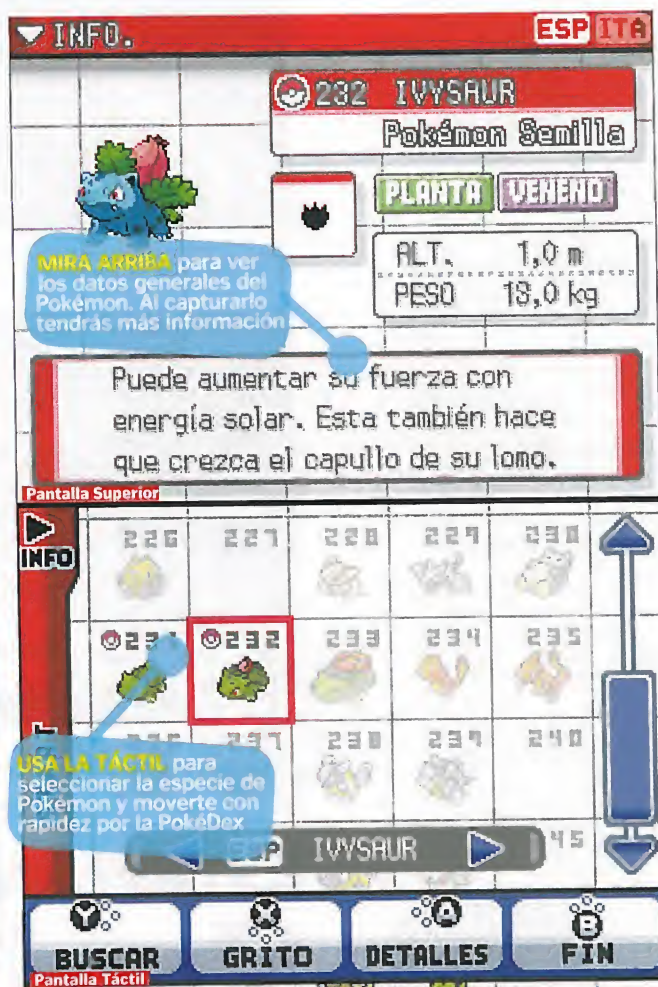 INFO.
ESP ITA
232 IVYSAUR
Pokémon Semilla
PLANTA VENENO
ALT. 1,0 m
PESO 13,0 kg
MIRA ARRIBA para ver
los datos generales del
Pokémon. Al capturarlo
tendrás más información
Puede aumentar su fuerza con
energía solar. Esta también hace
que crezca el capullo de su lomo.
Pantalla Superior
INFO
226 227 228 229 230
232 233 234 235
237 238 239 240
USA LA TÁCTIL para
seleccionar la especie de
Pokémon y moverte con
rapidez por la PokéDex
ESP IVYSAUR
45
Y X A B
BUSCAR GRITO DETALLES FIN
Pantalla Táctil